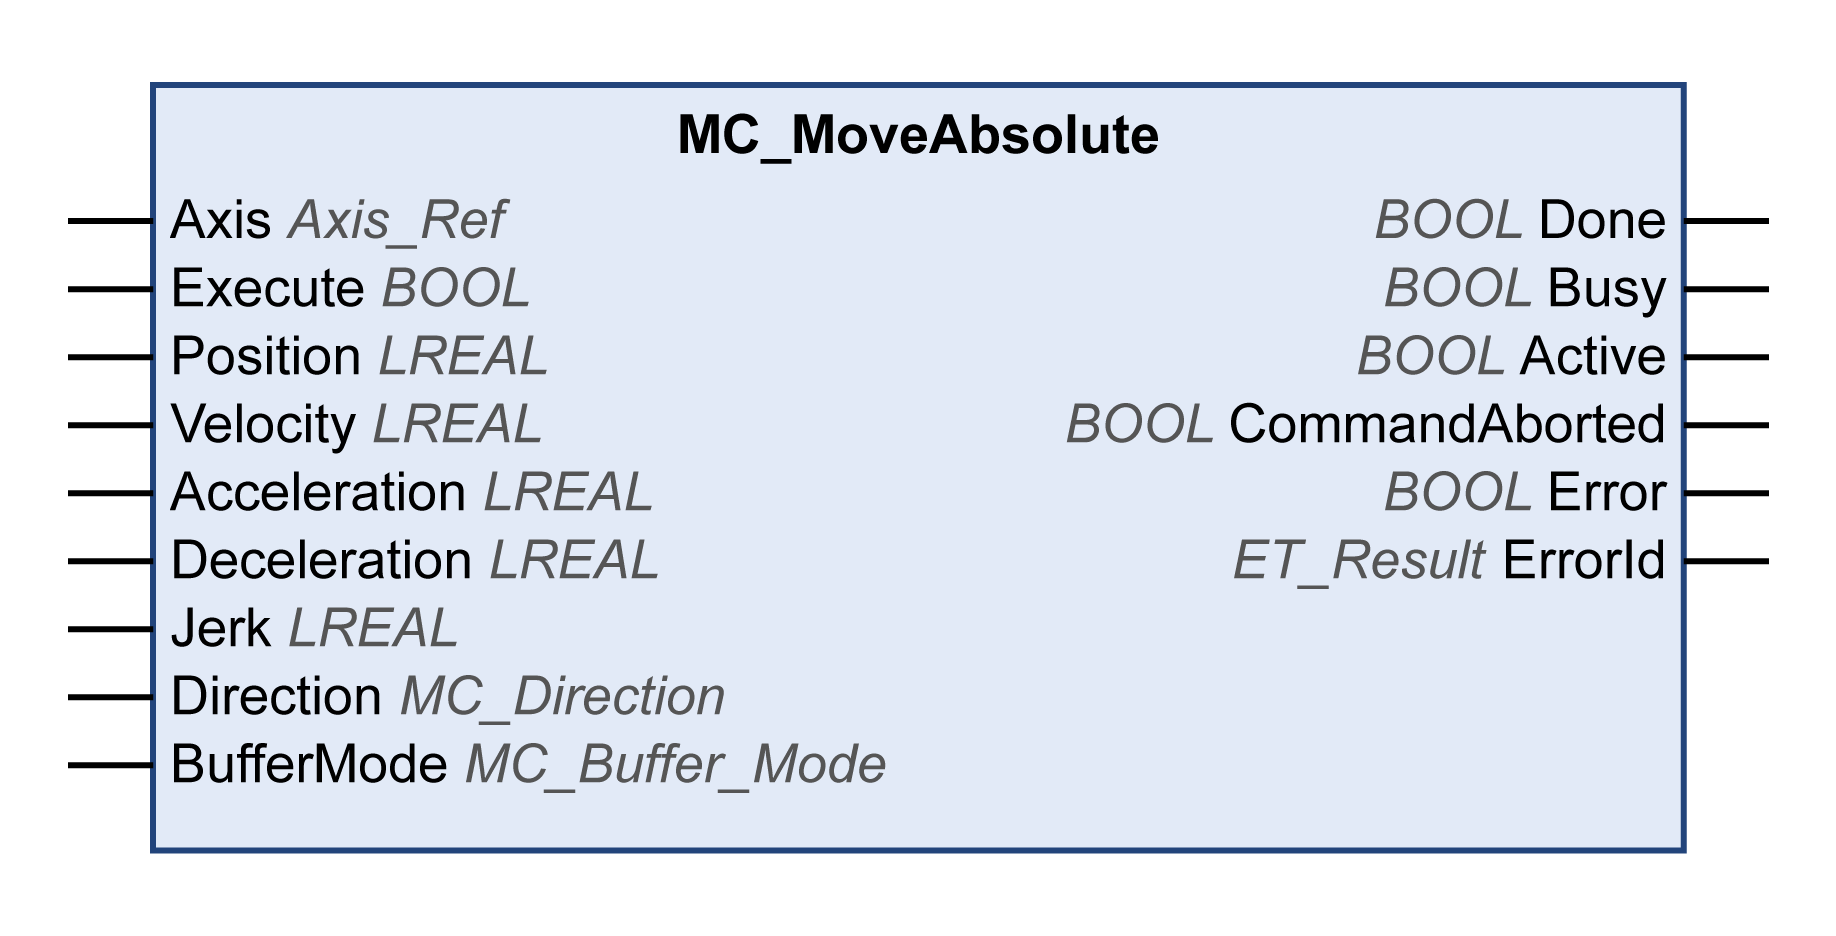 MC_MoveAbsolute
Axis Axis_Ref
BOOL Done
Execute BOOL
BOOL Busy
Position LREAL
BOOL Active
Velocity LREAL
BOOL CommandAborted
Acceleration LREAL
BOOL Error
Deceleration LREAL
ET_Result ErrorId
Jerk LREAL
Direction MC_Direction
BufferMode MC_Buffer_Mode